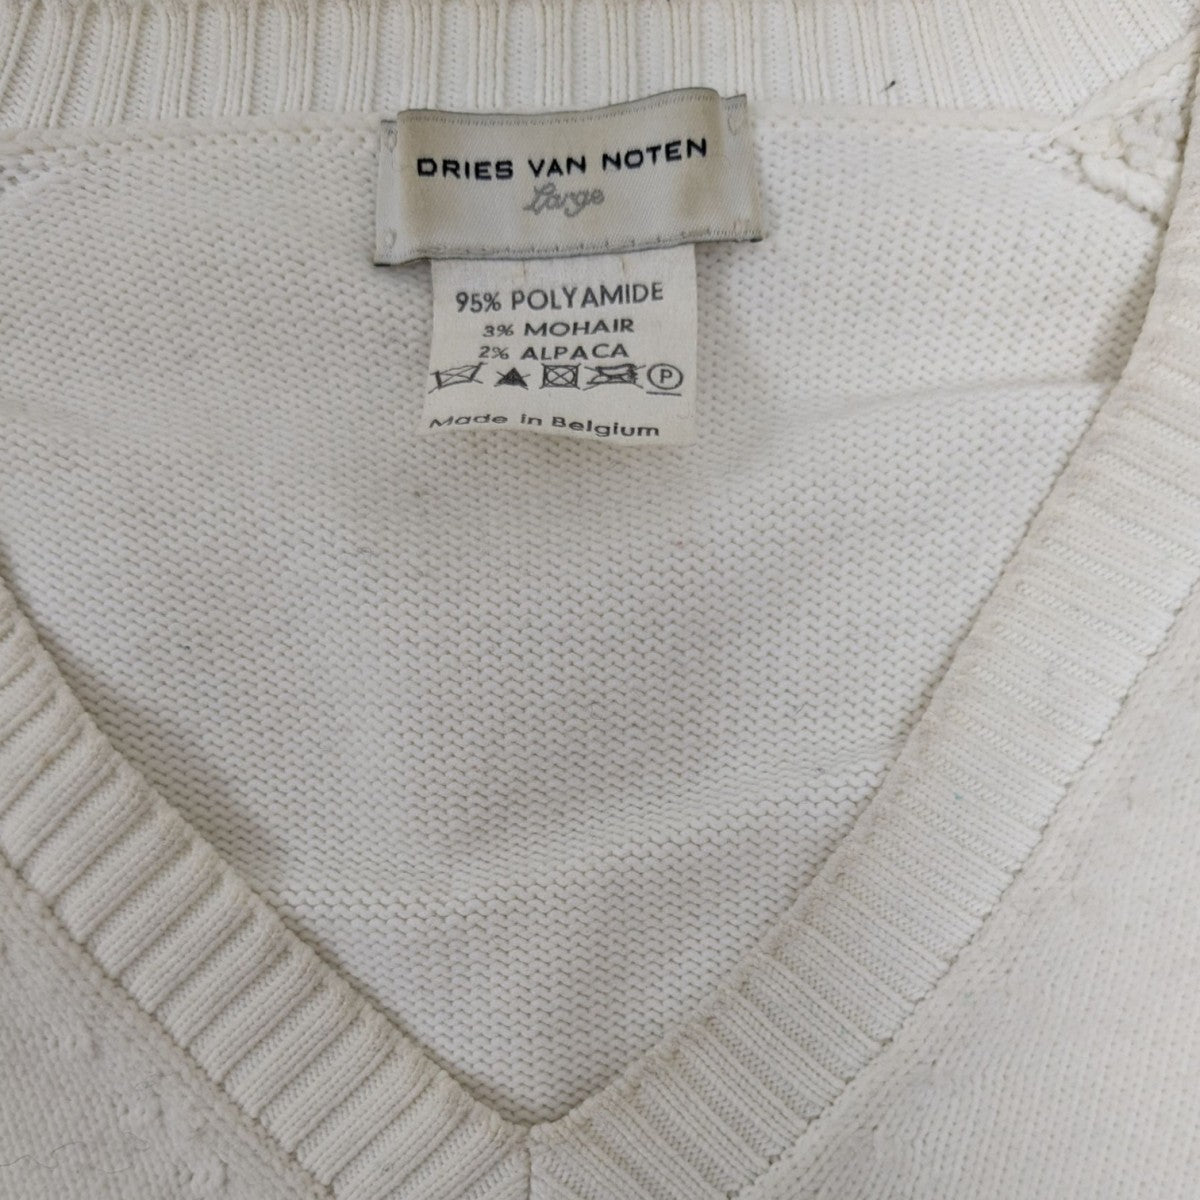 DRIES VAN NOTEN
Large
95% POLYAMIDE
3% MOHAIR
2% ALPACA
P
Made in Belgium